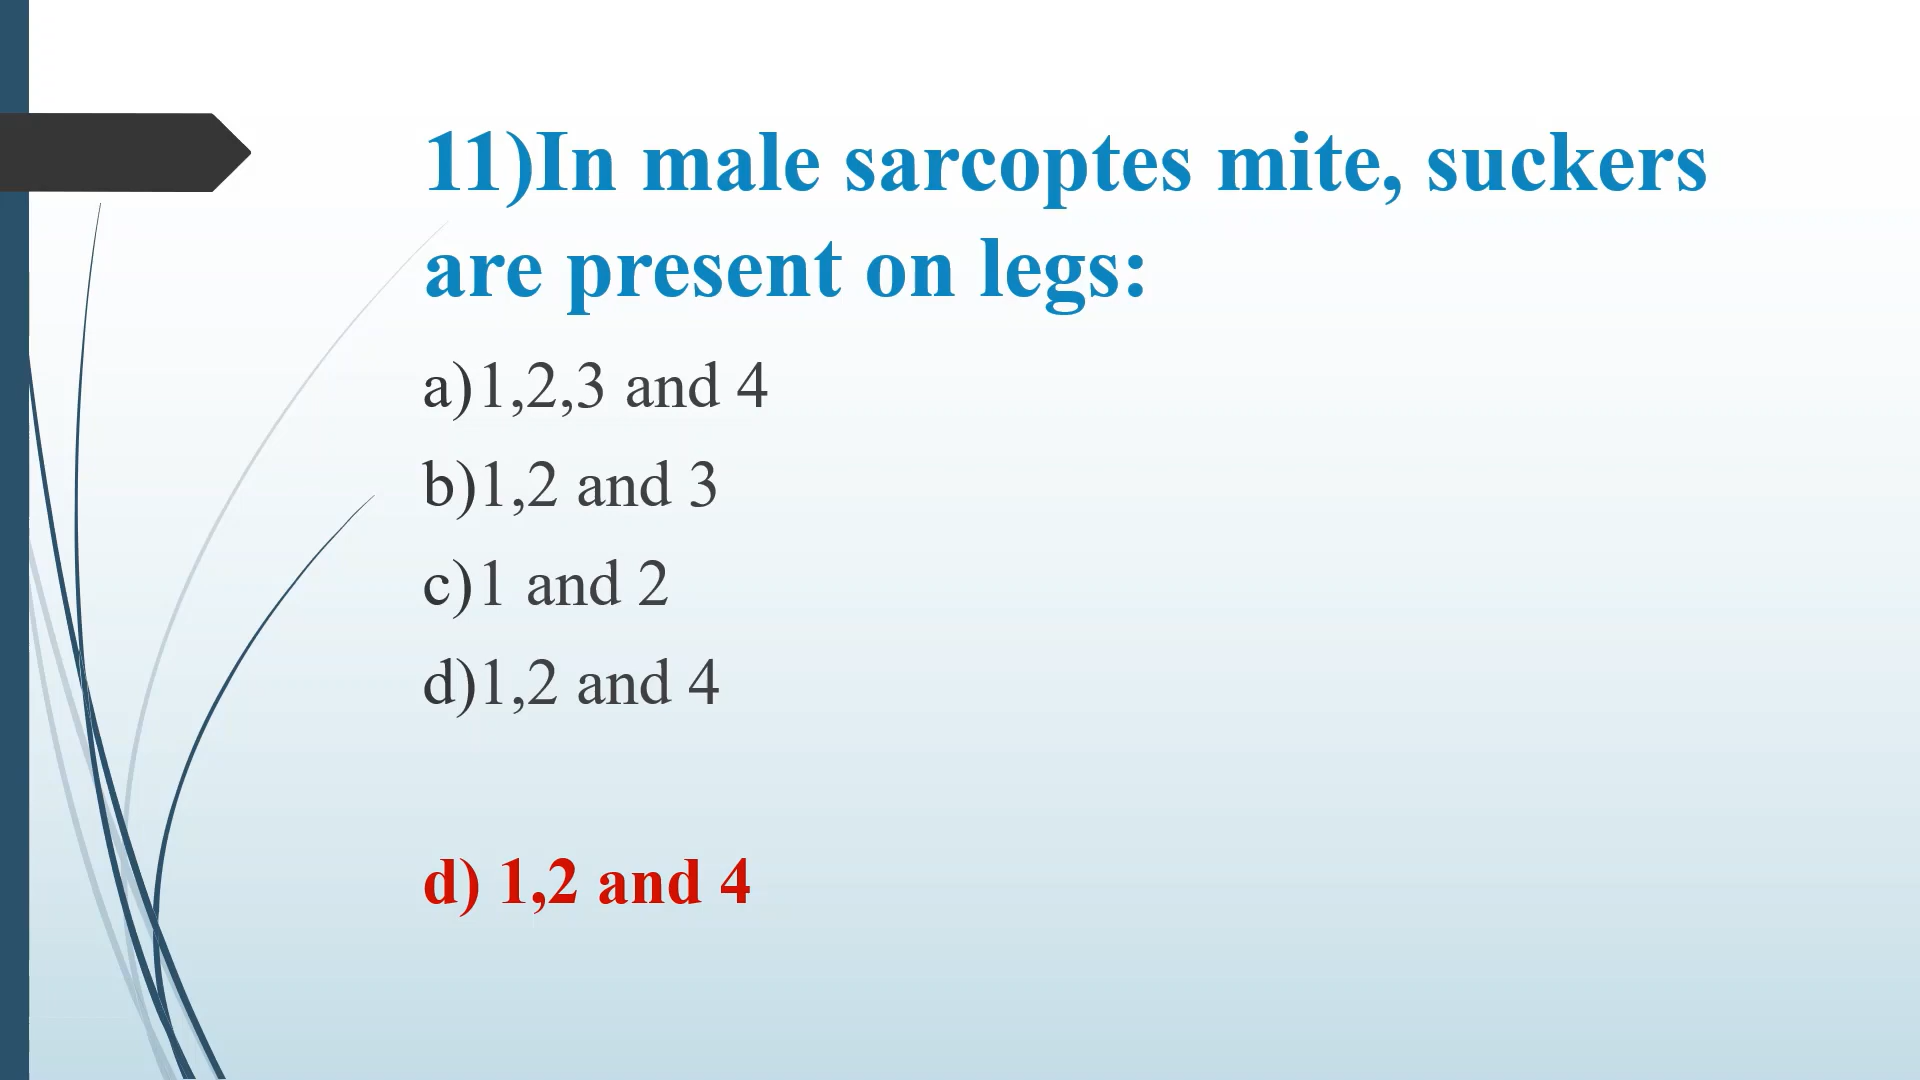 11)In male sarcoptes mite, suckers
are present on legs:
a)1,2,3 and 4
b)1,2 and 3
c)1 and 2
d)1,2 and 4
d) 1,2 and 4